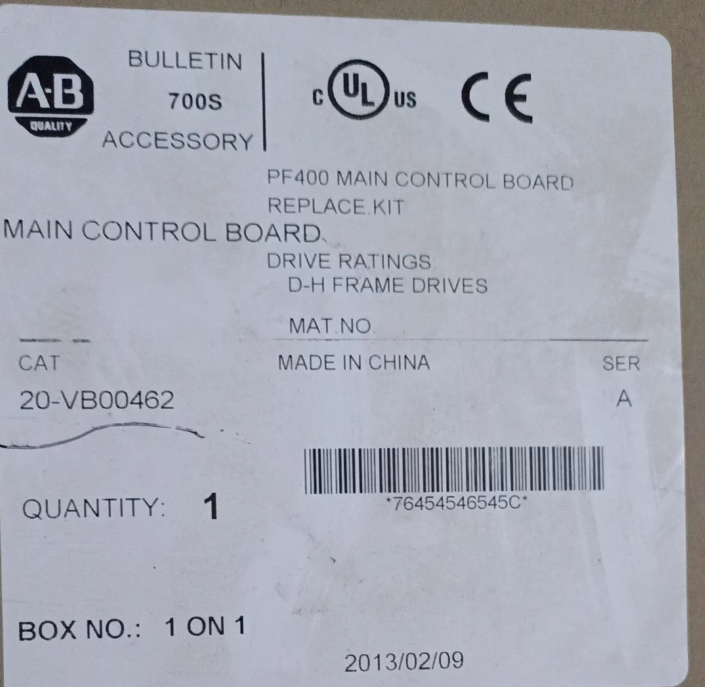 A-B
QUALITY
BULLETIN
700S
ACCESSORY
C UL US CE
PF400 MAIN CONTROL BOARD
REPLACE.KIT
MAIN CONTROL BOARD
DRIVE RATINGS
D-H FRAME DRIVES
MAT.NO.
CAT MADE IN CHINA SER
20-VB00462 A
*76454546545C*
QUANTITY: 1
BOX NO.: 1 ON 1
2013/02/09